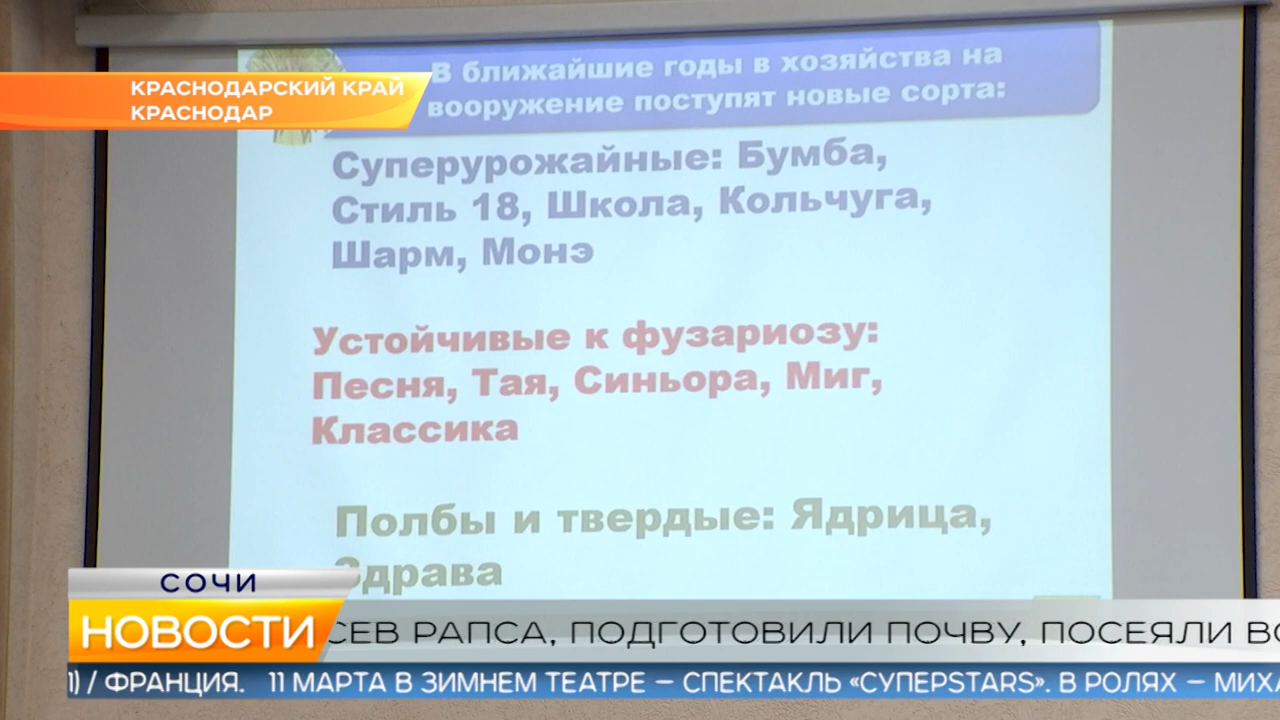 В ближайшие годы в хозяйства на
вооружение поступят новые сорта:
КРАСНОДАРСКИЙ КРАЙ
КРАСНОДАР
Суперурожайные: Бумба,
Стиль 18, Школа, Кольчуга,
Шарм, Монэ
Устойчивые к фузариозу:
Песня, Тая, Синьора, Миг,
Классика
Полбы и твердые: Ядрица,
Здрава
СОЧИ
НОВОСТИ
СЕВ РАПСА, ПОДГОТОВИЛИ ПОЧВУ, ПОСЕЯЛИ
1) / ФРАНЦИЯ. 11 МАРТА В ЗИМНЕМ ТЕАТРЕ – СПЕКТАКЛЬ «СУПЕРSTARS». В РОЛЯХ –